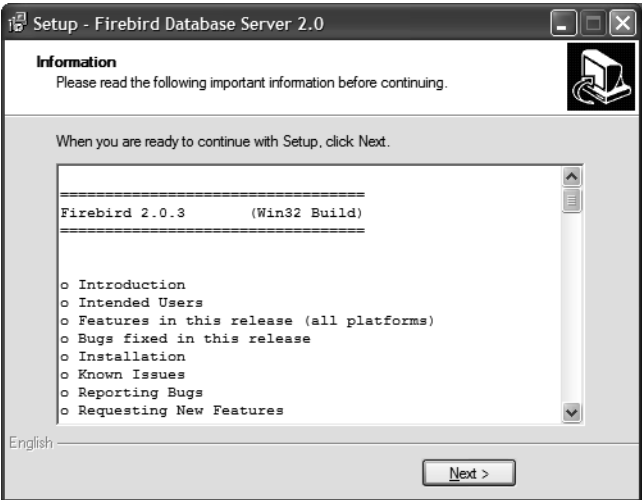 Setup - Firebird Database Server 2.0
Information
Please read the following important information before continuing.
When you are ready to continue with Setup, click Next.
==================================
Firebird 2.0.3 (Win32 Build)
==================================
o Introduction
o Intended Users
o Features in this release (all platforms)
o Bugs fixed in this release
o Installation
o Known Issues
o Reporting Bugs
o Requesting New Features
English
Next >